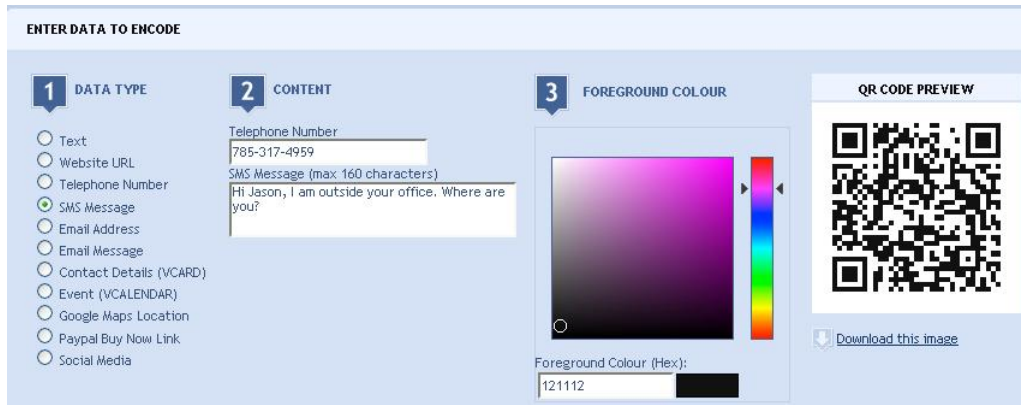 ENTER DATA TO ENCODE
1 DATA TYPE
Text
Website URL
Telephone Number
SMS Message
Email Address
Email Message
Contact Details (VCARD)
Event (VCALENDAR)
Google Maps Location
Paypal Buy Now Link
Social Media
2 CONTENT
Telephone Number
785-317-4959
SMS Message (max 160 characters)
Hi Jason, I am outside your office. Where are
you?
3 FOREGROUND COLOUR
Foreground Colour (Hex):
121112
QR CODE PREVIEW
Download this image